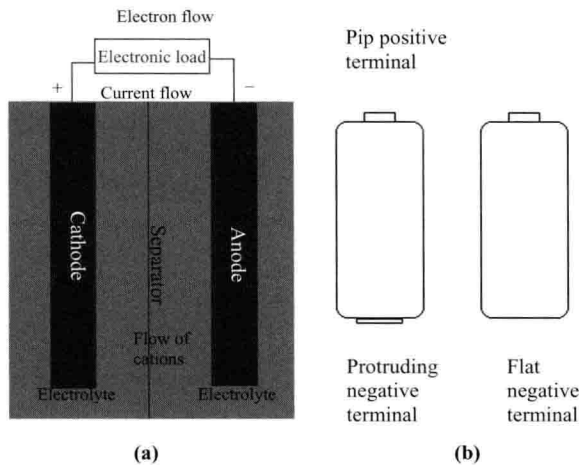 Electron flow
Electronic load
+
Current flow
−
Cathode
Separator
Anode
Flow of
cations
Electrolyte
Electrolyte
(a)
Pip positive
terminal
Protruding
negative
terminal
Flat
negative
terminal
(b)